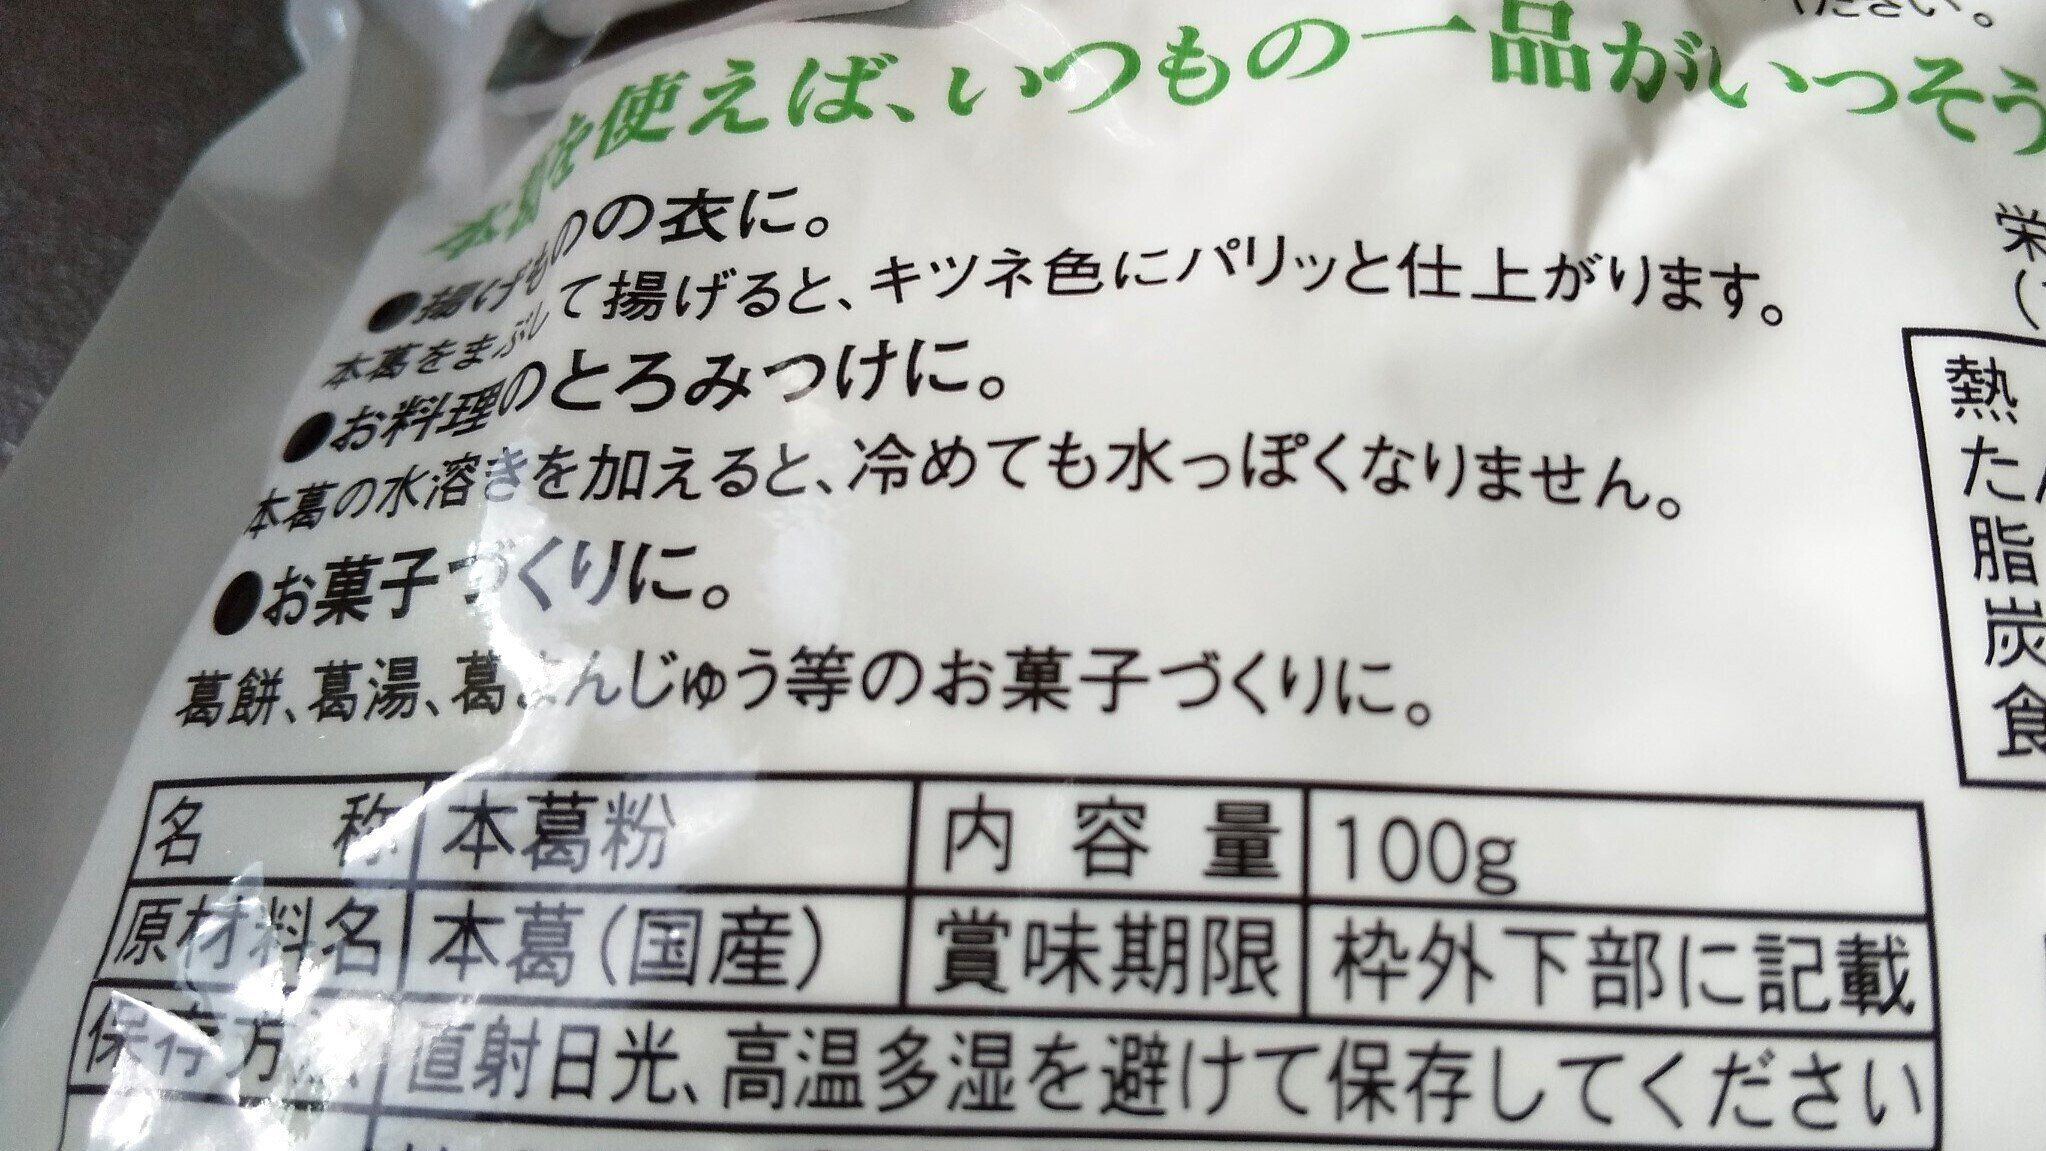 ください。
本葛を使えば、いつもの一品がいっそう
●揚げものの衣に。
本葛をまぶして揚げると、キツネ色にパリッと仕上がります。
●お料理のとろみつけに。
本葛の水溶きを加えると、冷めても水っぽくなりません。
●お菓子づくりに。
葛餅、葛湯、葛まんじゅう等のお菓子づくりに。
名称 本葛粉 内容量 100g
原材料名 本葛(国産) 賞味期限 枠外下部に記載
保存方法 直射日光、高温多湿を避けて保存してください
栄
熱
た
脂
炭
食